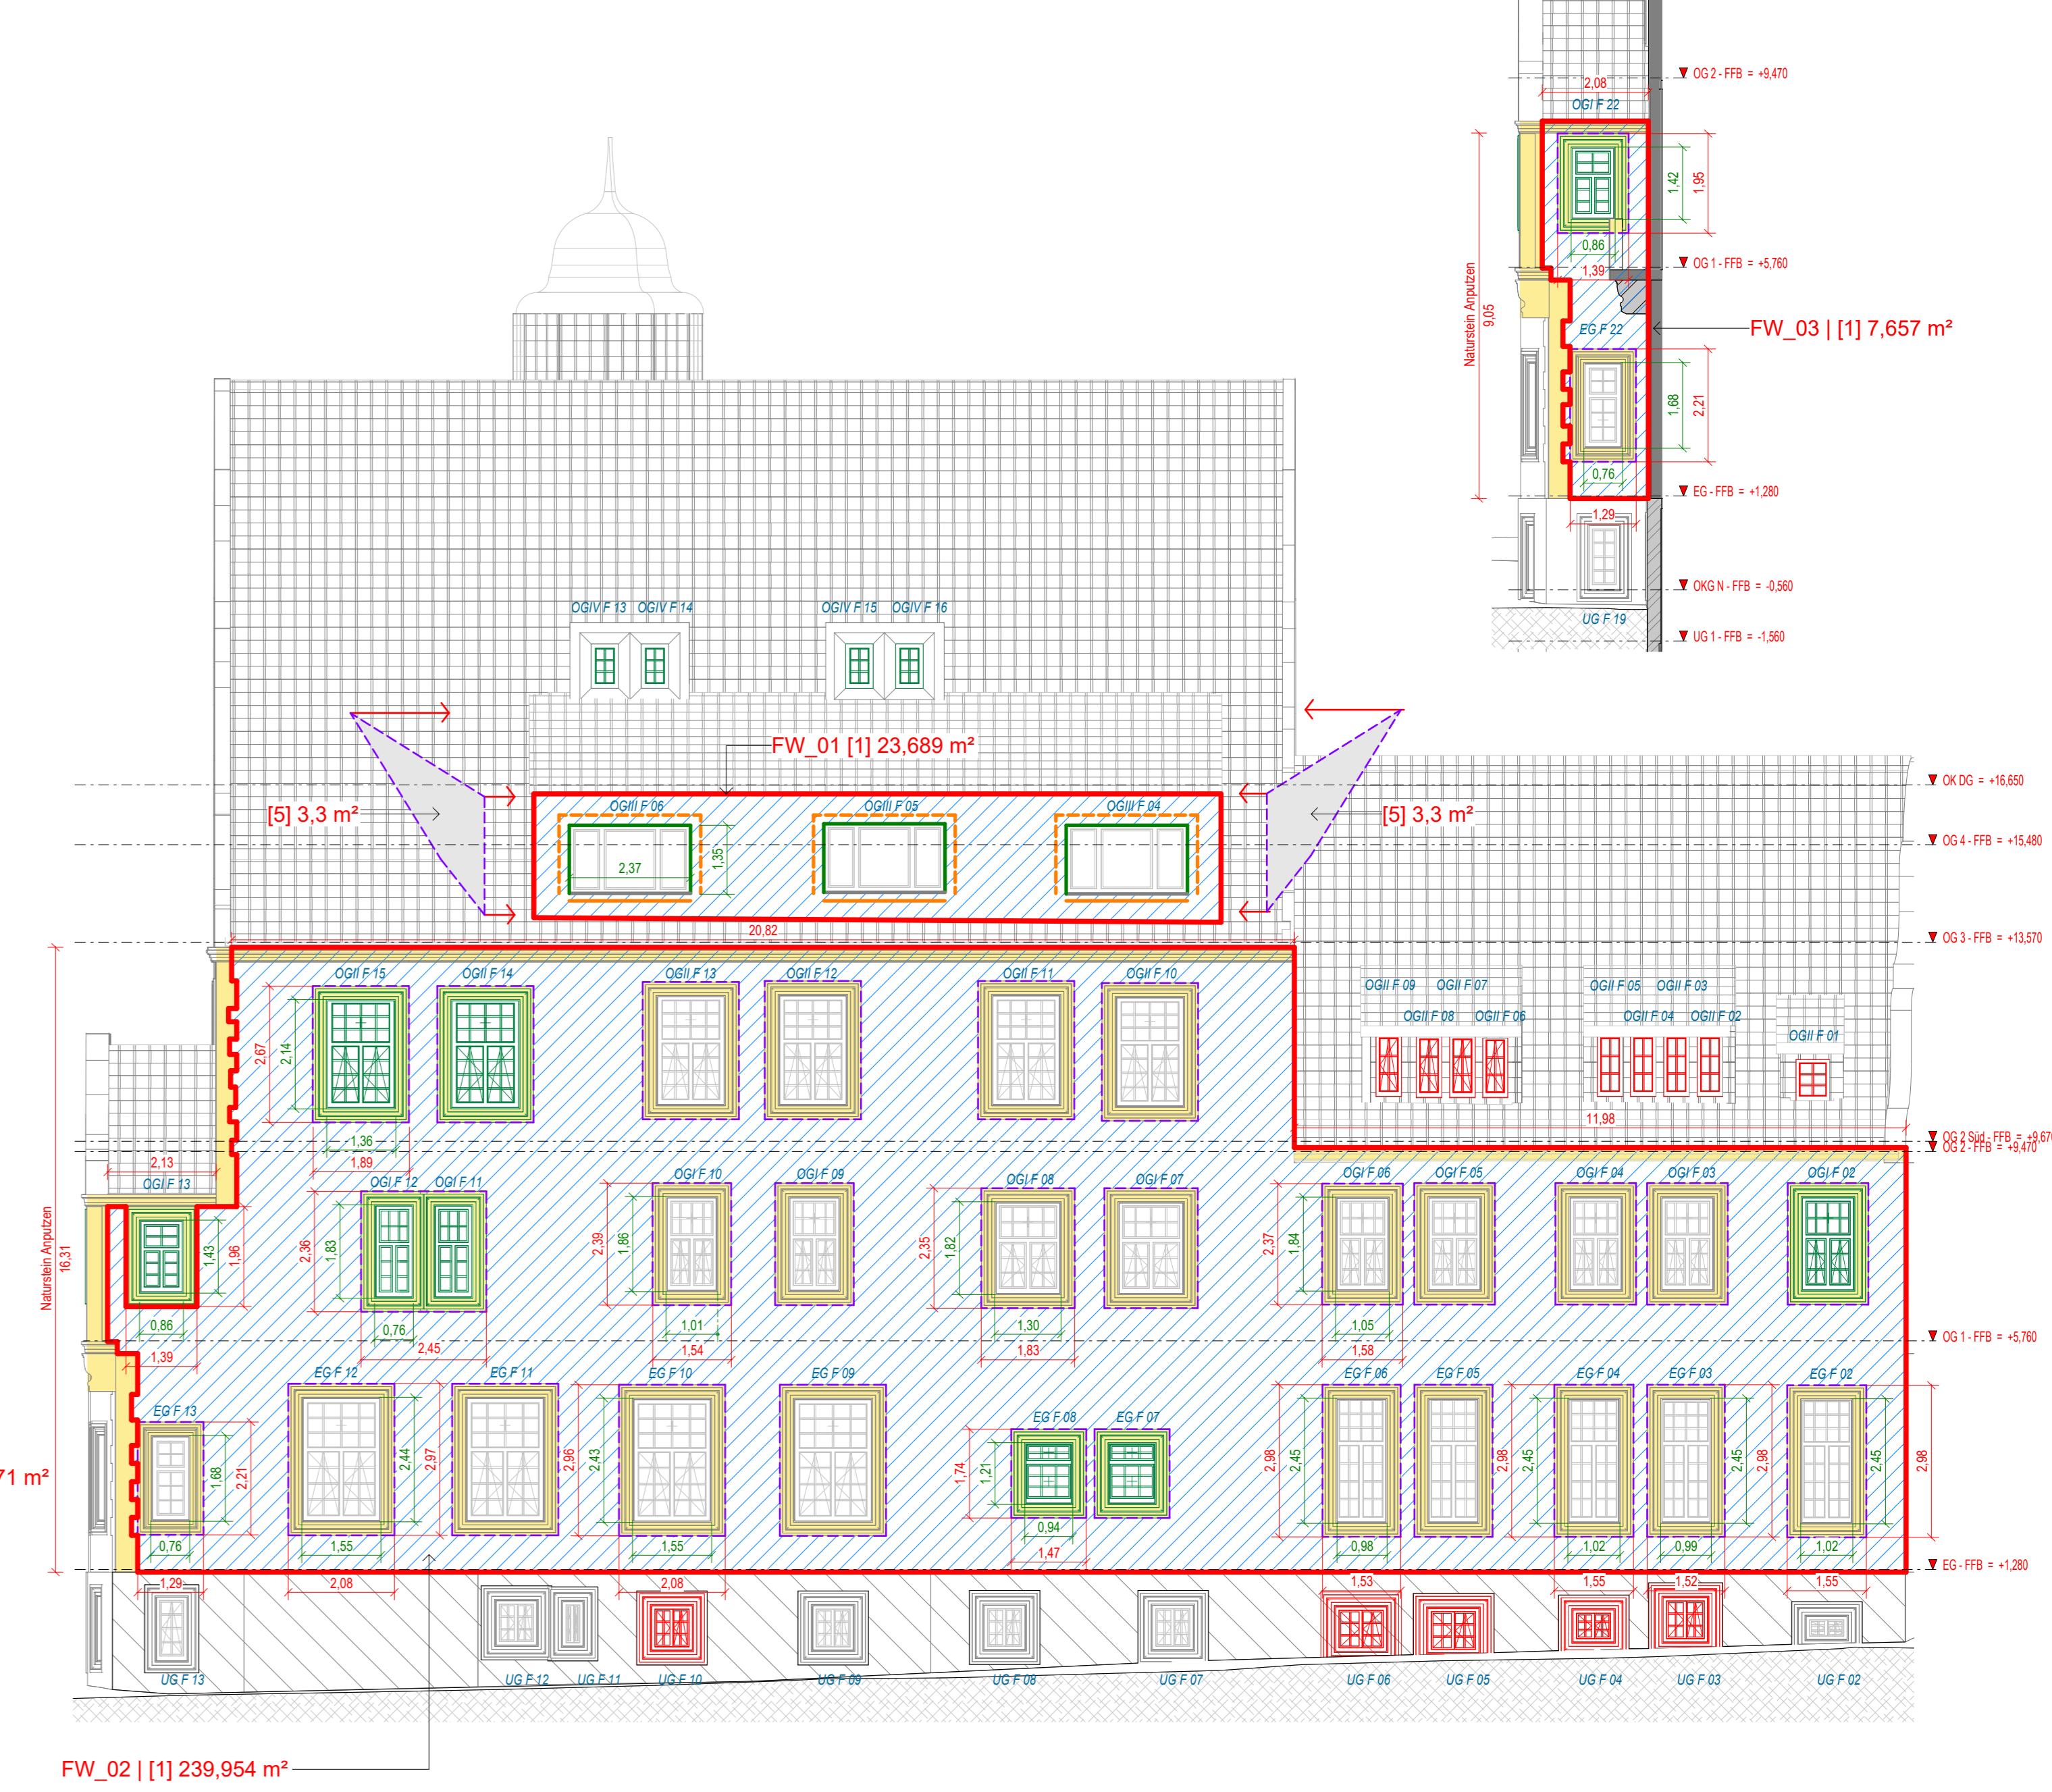 OG 2 - FFB = +9,470
2,08
OGI F 22
1,42
1,95
0,86
OG 1 - FFB = +5,760
1,39
Naturstein Anputzen
9,05
EG F 22
FW_03 | [1] 7,657 m²
1,68
2,21
0,76
EG - FFB = +1,280
1,29
OKG N - FFB = -0,560
UG F 19
UG 1 - FFB = -1,560
OGIV F 13 OGIV F 14
OGIV F 15 OGIV F 16
FW_01 [1] 23,689 m²
OK DG = +16,650
[5] 3,3 m²
OGIII F 06
OGIII F 05
OGIII F 04
[5] 3,3 m²
2,37
1,35
OG 4 - FFB = +15,480
20,82
OG 3 - FFB = +13,570
OGII F 15
OGII F 14
OGII F 13
OGII F 12
OGII F 11
OGII F 10
OGII F 09 OGII F 07
OGII F 05 OGII F 03
OGII F 08 OGII F 06
OGII F 04 OGII F 02
OGII F 01
2,67
2,14
1,36
1,89
11,98
OG 2 Süd - FFB = +9,670
OG 2 - FFB = +9,470
2,13
OGI F 13
OGI F 12 OGI F 11
OGI F 10
OGI F 09
OGI F 08
OGI F 07
OGI F 06
OGI F 05
OGI F 04
OGI F 03
OGI F 02
Naturstein Anputzen
16,31
1,43
1,96
2,36
1,83
2,39
1,86
2,35
1,82
2,37
1,84
0,86
1,39
0,76
2,45
1,01
1,54
1,30
1,83
1,05
1,58
OG 1 - FFB = +5,760
EG F 13
EG F 12
EG F 11
EG F 10
EG F 09
EG F 08
EG F 07
EG F 06
EG F 05
EG F 04
EG F 03
EG F 02
71 m²
1,68
2,21
2,44
2,97
2,96
2,43
1,74
1,21
2,98
2,45
2,98
2,45
2,45
2,98
2,45
2,98
0,76
1,55
1,55
0,94
1,47
0,98
1,02
0,99
1,02
EG - FFB = +1,280
1,29
2,08
2,08
1,53
1,55
1,52
1,55
UG F 13
UG F 12
UG F 11
UG F 10
UG F 09
UG F 08
UG F 07
UG F 06
UG F 05
UG F 04
UG F 03
UG F 02
FW_02 | [1] 239,954 m²